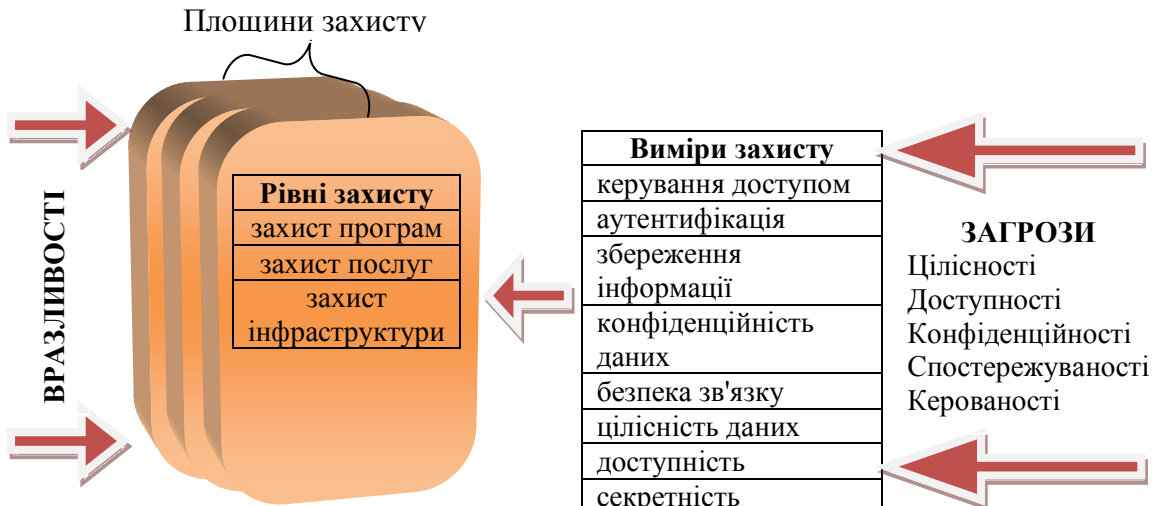 Площини захисту
ВРАЗЛИВОСТІ
Рівні захисту
захист програм
захист послуг
захист
інфраструктури
Виміри захисту
керування доступом
аутентифікація
збереження
інформації
конфіденційність
даних
безпека зв'язку
цілісність даних
доступність
секретність
ЗАГРОЗИ
Цілісності
Доступності
Конфіденційності
Спостережуваності
Керованості